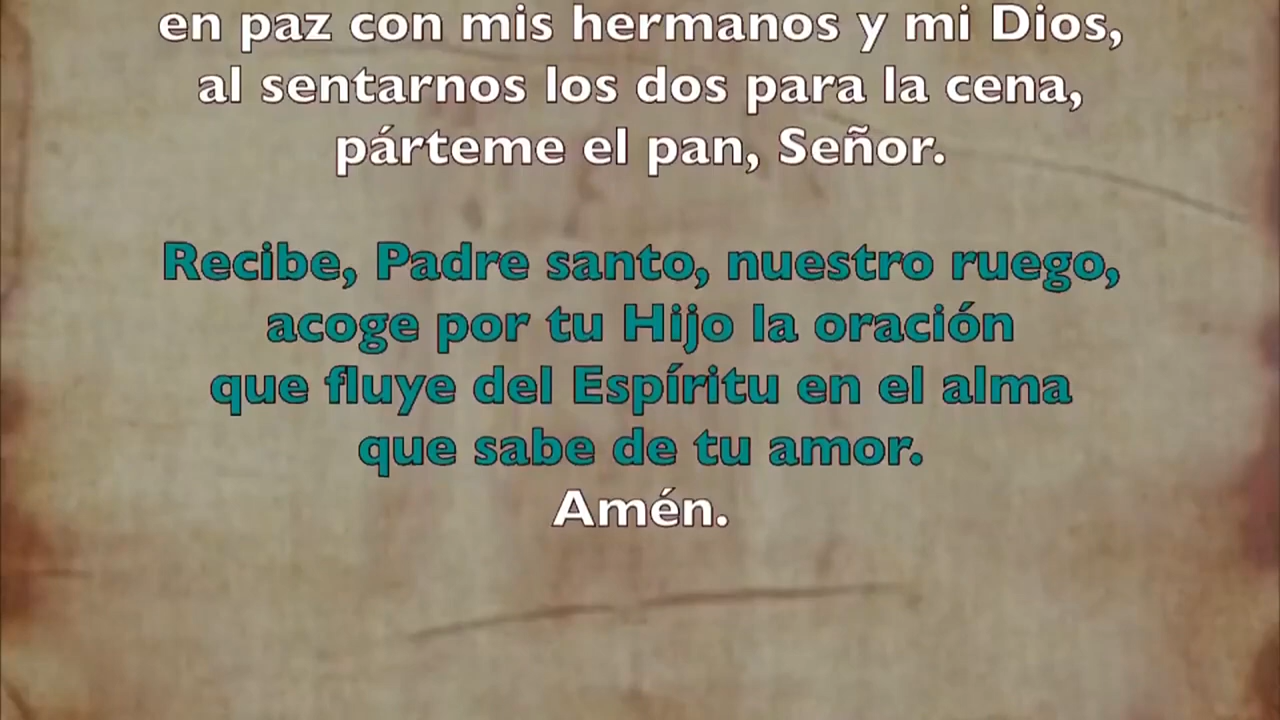 en paz con mis hermanos y mi Dios,
al sentarnos los dos para la cena,
párteme el pan, Señor.
Recibe, Padre santo, nuestro ruego,
acoge por tu Hijo la oración
que fluye del Espíritu en el alma
que sabe de tu amor.
Amén.